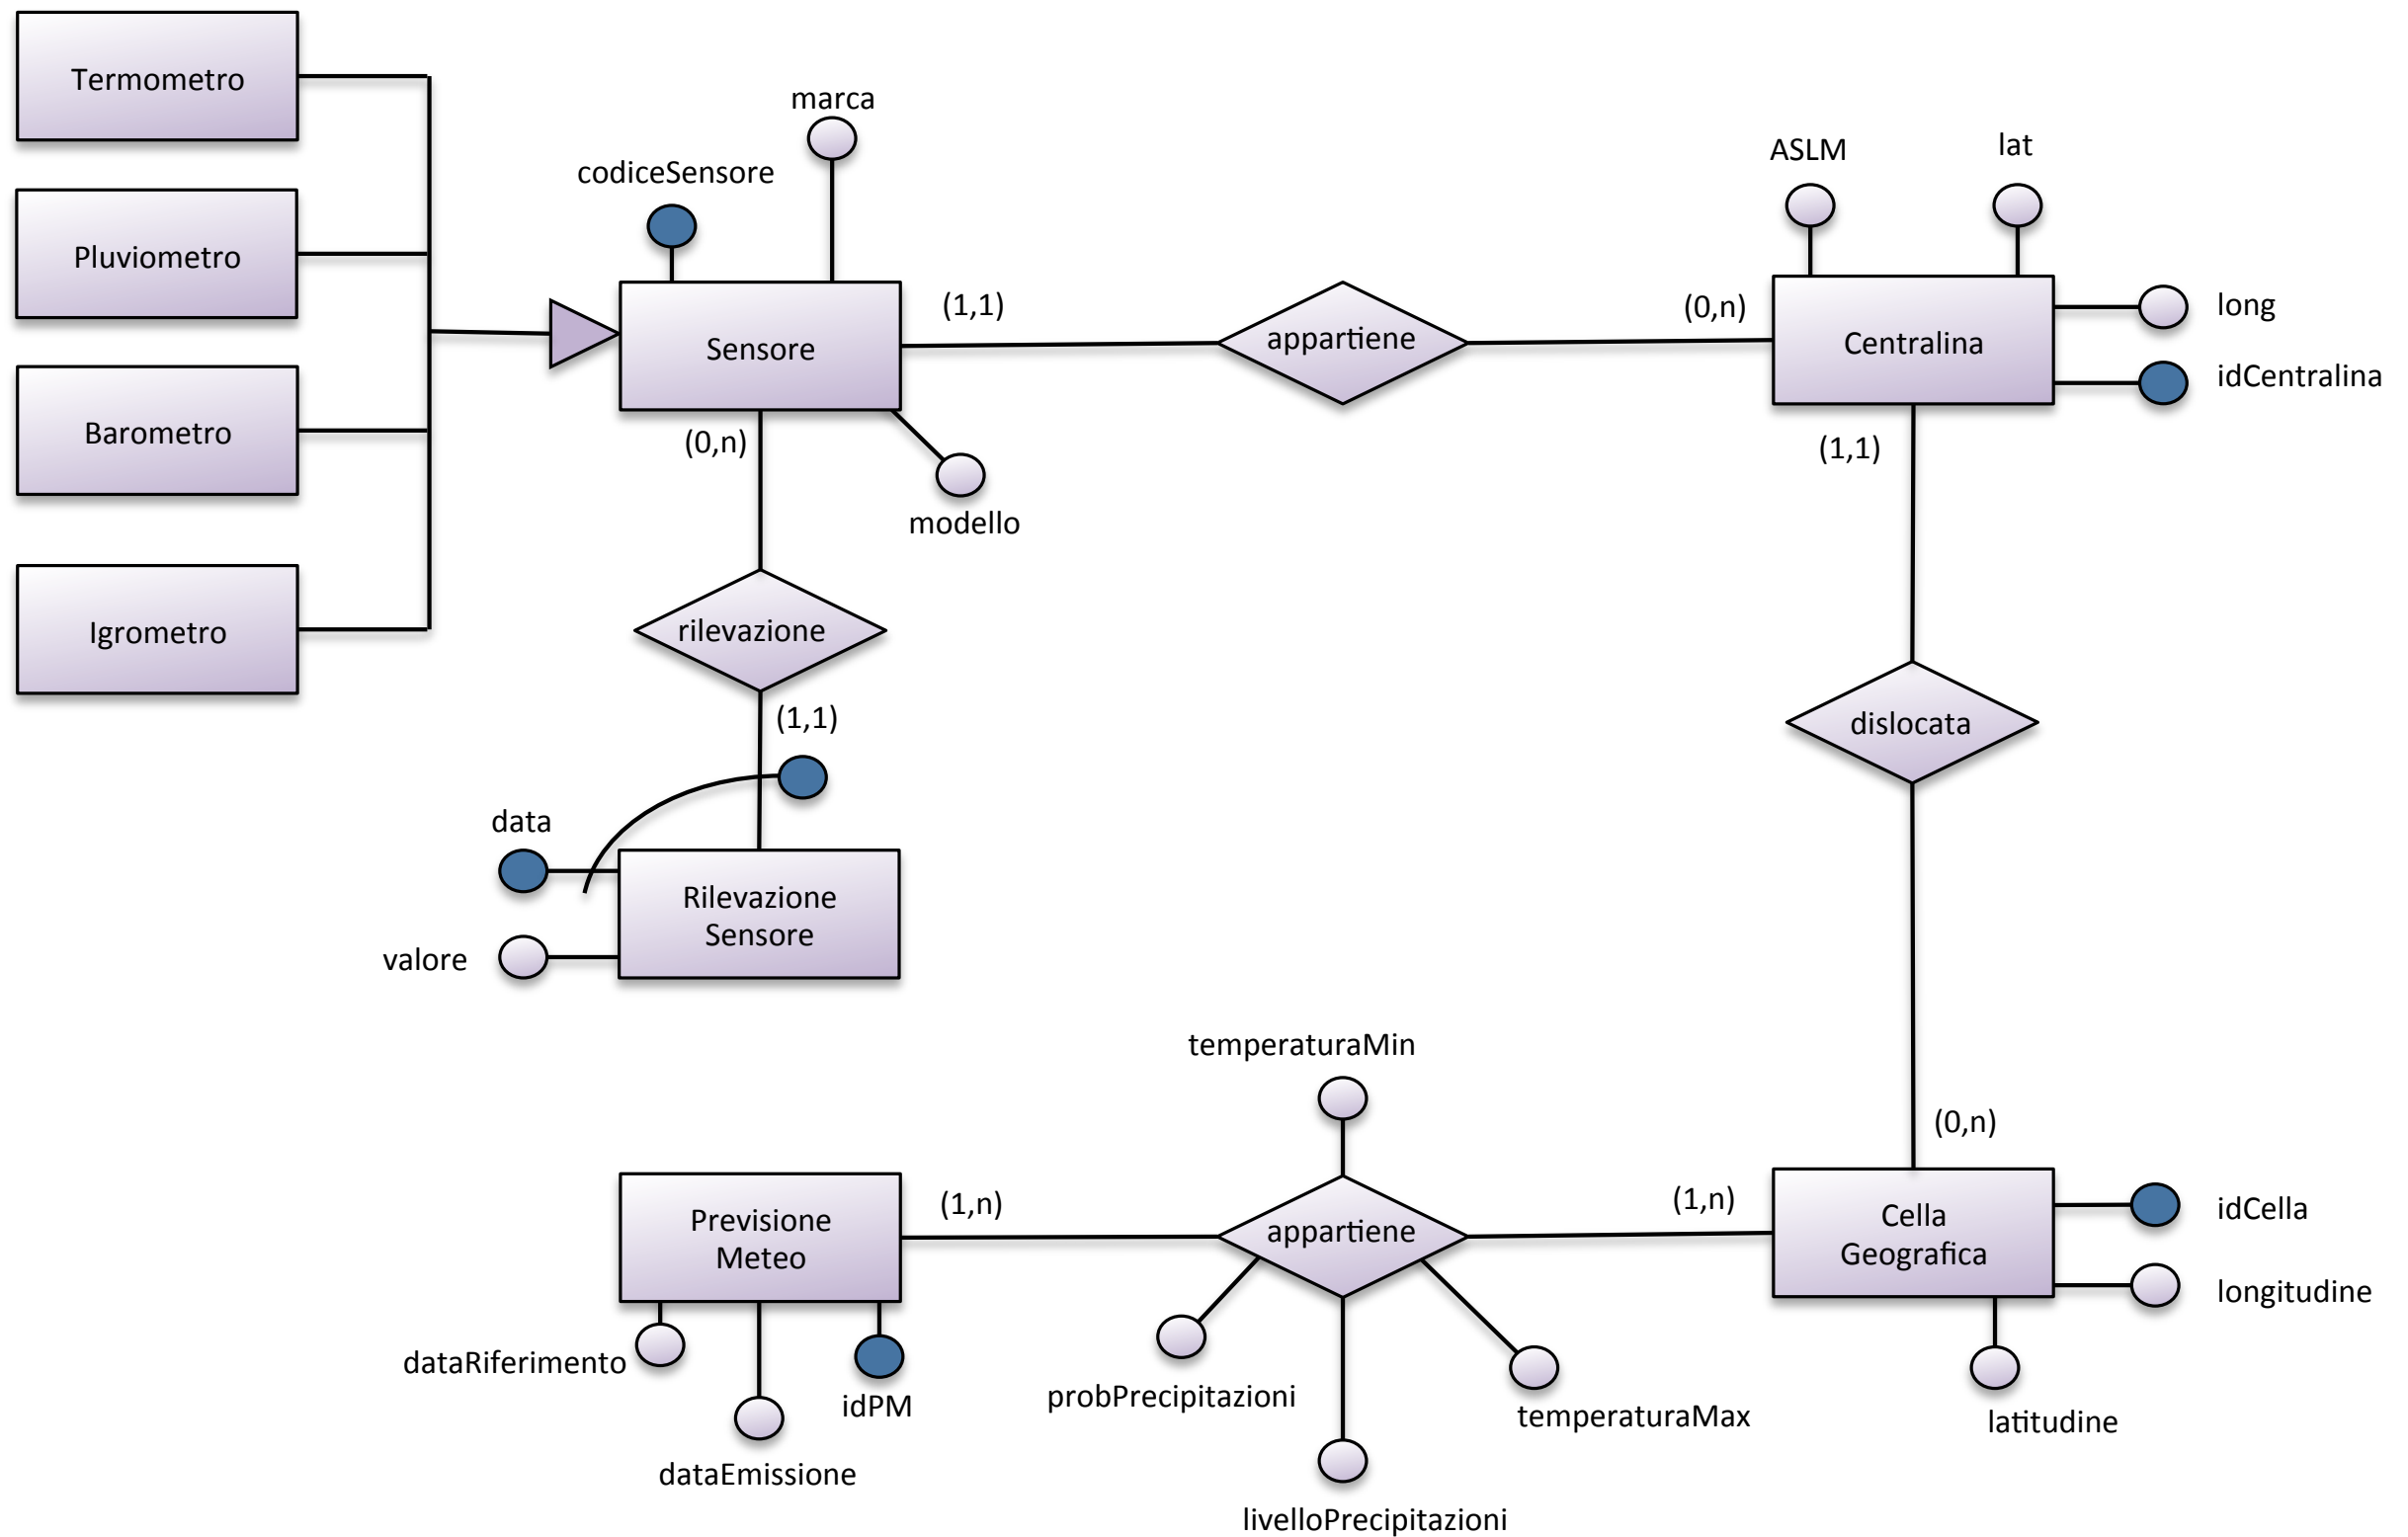 Termometro
Pluviometro
Barometro
Igrometro
marca
codiceSensore
Sensore
(1,1)
appartiene
(0,n)
ASLM
lat
long
Centralina
idCentralina
(0,n)
modello
(1,1)
rilevazione
(1,1)
dislocata
data
Rilevazione
Sensore
valore
temperaturaMin
(0,n)
Previsione
Meteo
(1,n)
appartiene
(1,n)
Cella
Geografica
idCella
longitudine
dataRiferimento
idPM
dataEmissione
probPrecipitazioni
temperaturaMax
latitudine
livelloPrecipitazioni